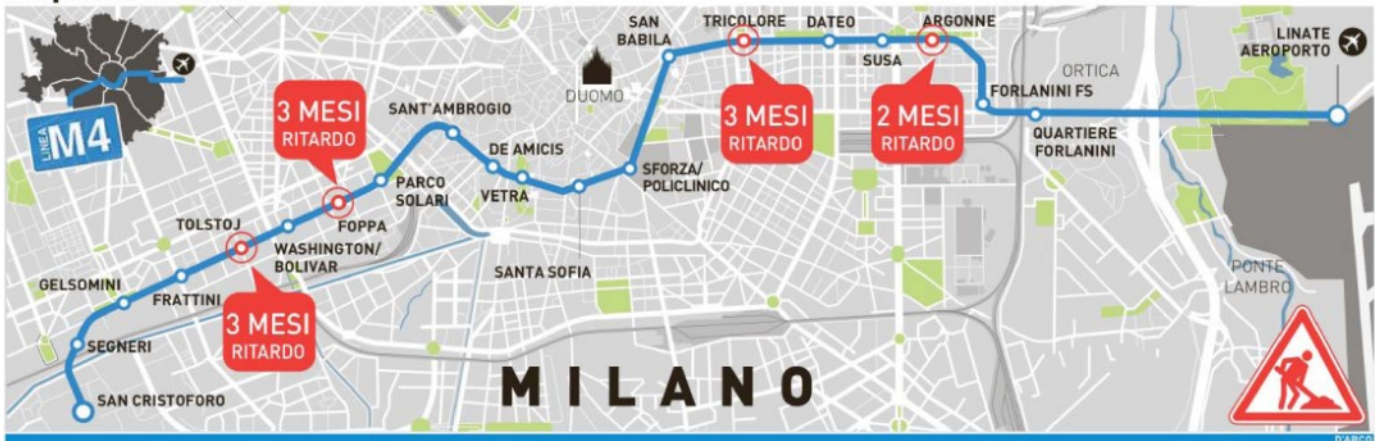 LINEA
M4
3 MESI
RITARDO
SANT'AMBROGIO
DUOMO
SAN
BABILA
TRICOLORE
DATEO
SUSA
ARGONNE
ORTICA
FORLANINI FS
LINATE
AEROPORTO
3 MESI
RITARDO
2 MESI
RITARDO
QUARTIERE
FORLANINI
DE AMICIS
VETRA
SFORZA/
POLICLINICO
PARCO
SOLARI
FOPPA
TOLSTOJ
WASHINGTON/
BOLIVAR
SANTA SOFIA
PONTE
LAMBRO
GELSOMINI
FRATTINI
3 MESI
RITARDO
SEGNERI
SAN CRISTOFORO
MILANO
D'ARCO